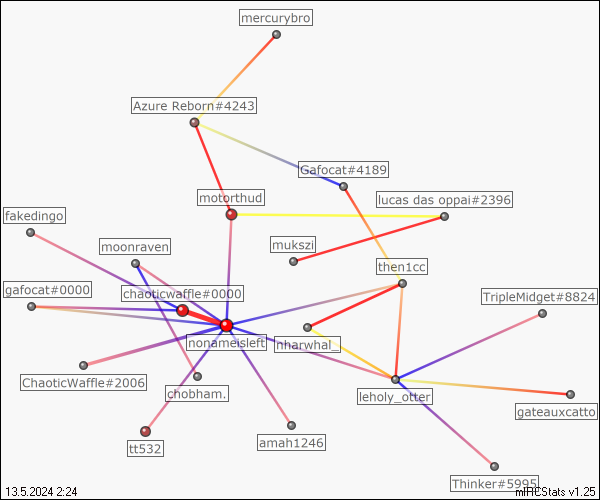 mercurybro
Azure Reborn#4243
Gafocat#4189
motorthud
lucas das oppai#2396
fakedingo
moonraven
mukszi
then1cc
gafocat#0000
chaoticwaffle#0000
TripleMidget#8824
nonameisleft
nharwhal_
ChaoticWaffle#2006
chobham.
leholy_otter
gateauxcatto
tt532
amah1246
Thinker#5995
13.5.2024 2:24
mIRCStats v1.25